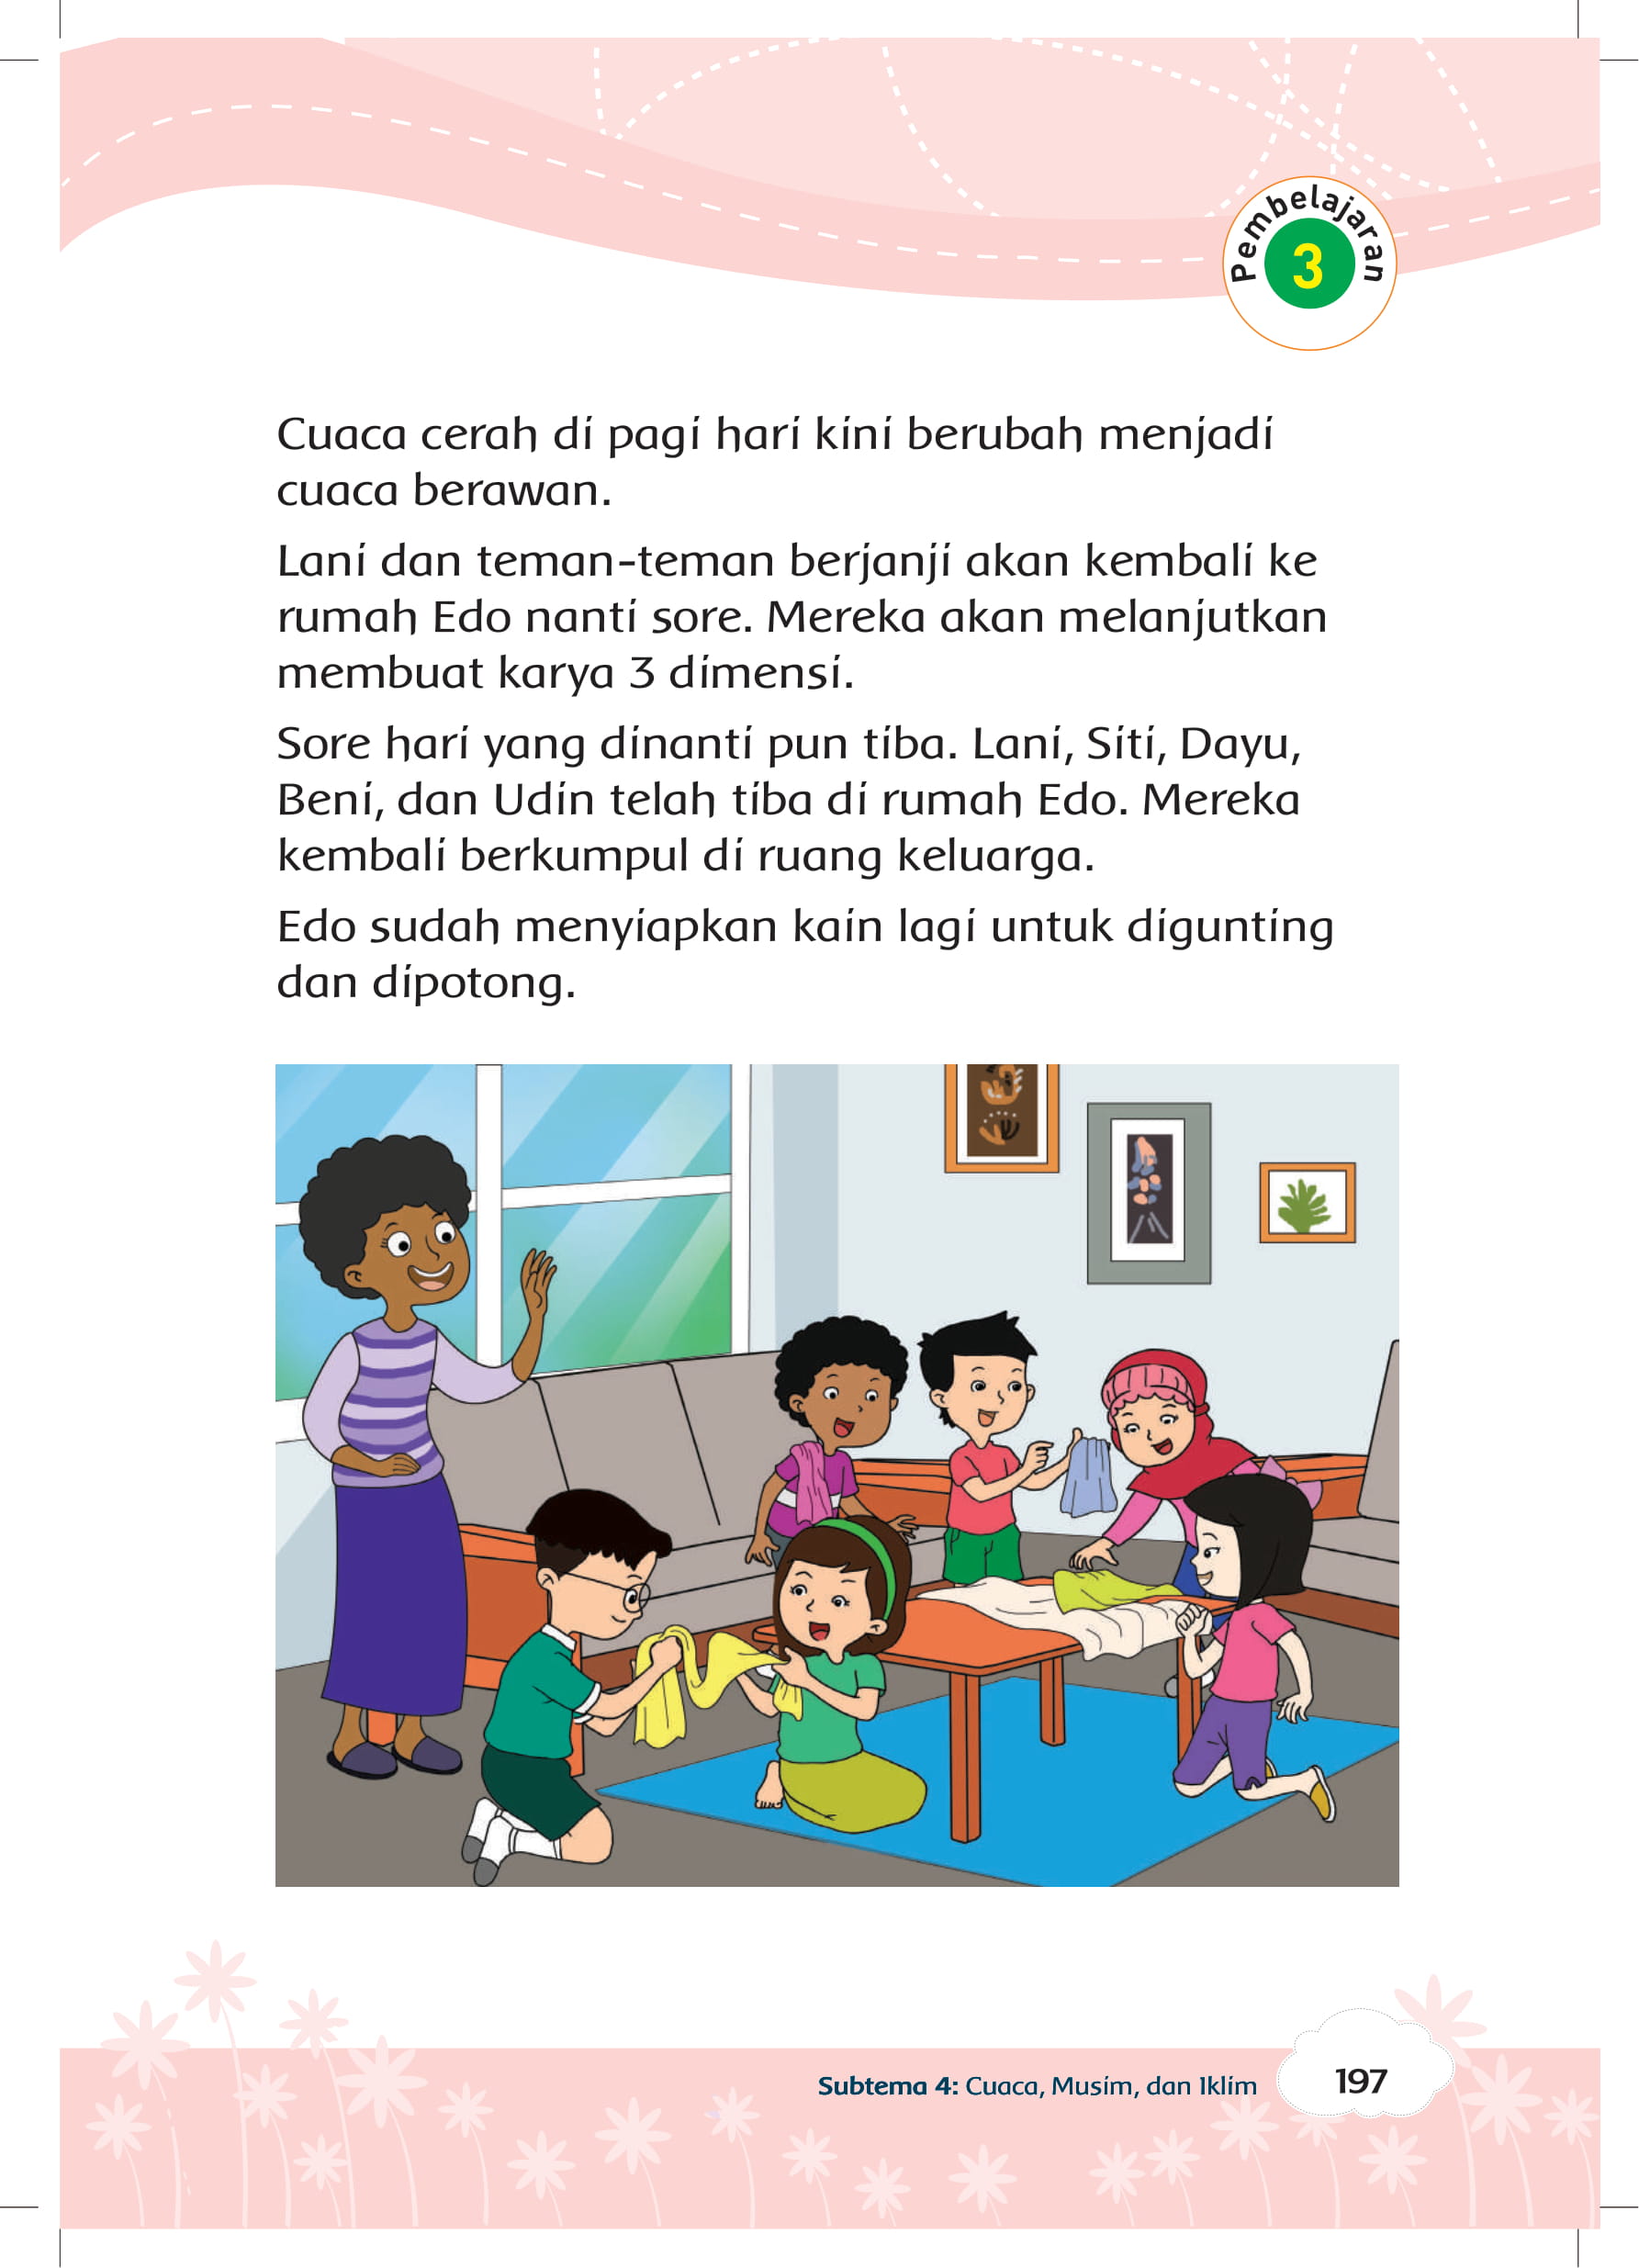 Pembelajaran
3
Cuaca cerah di pagi hari kini berubah menjadi
cuaca berawan.
Lani dan teman-teman berjanji akan kembali ke
rumah Edo nanti sore. Mereka akan melanjutkan
membuat karya 3 dimensi.
Sore hari yang dinanti pun tiba. Lani, Siti, Dayu,
Beni, dan Udin telah tiba di rumah Edo. Mereka
kembali berkumpul di ruang keluarga.
Edo sudah menyiapkan kain lagi untuk digunting
dan dipotong.
Subtema 4: Cuaca, Musim, dan Iklim
197